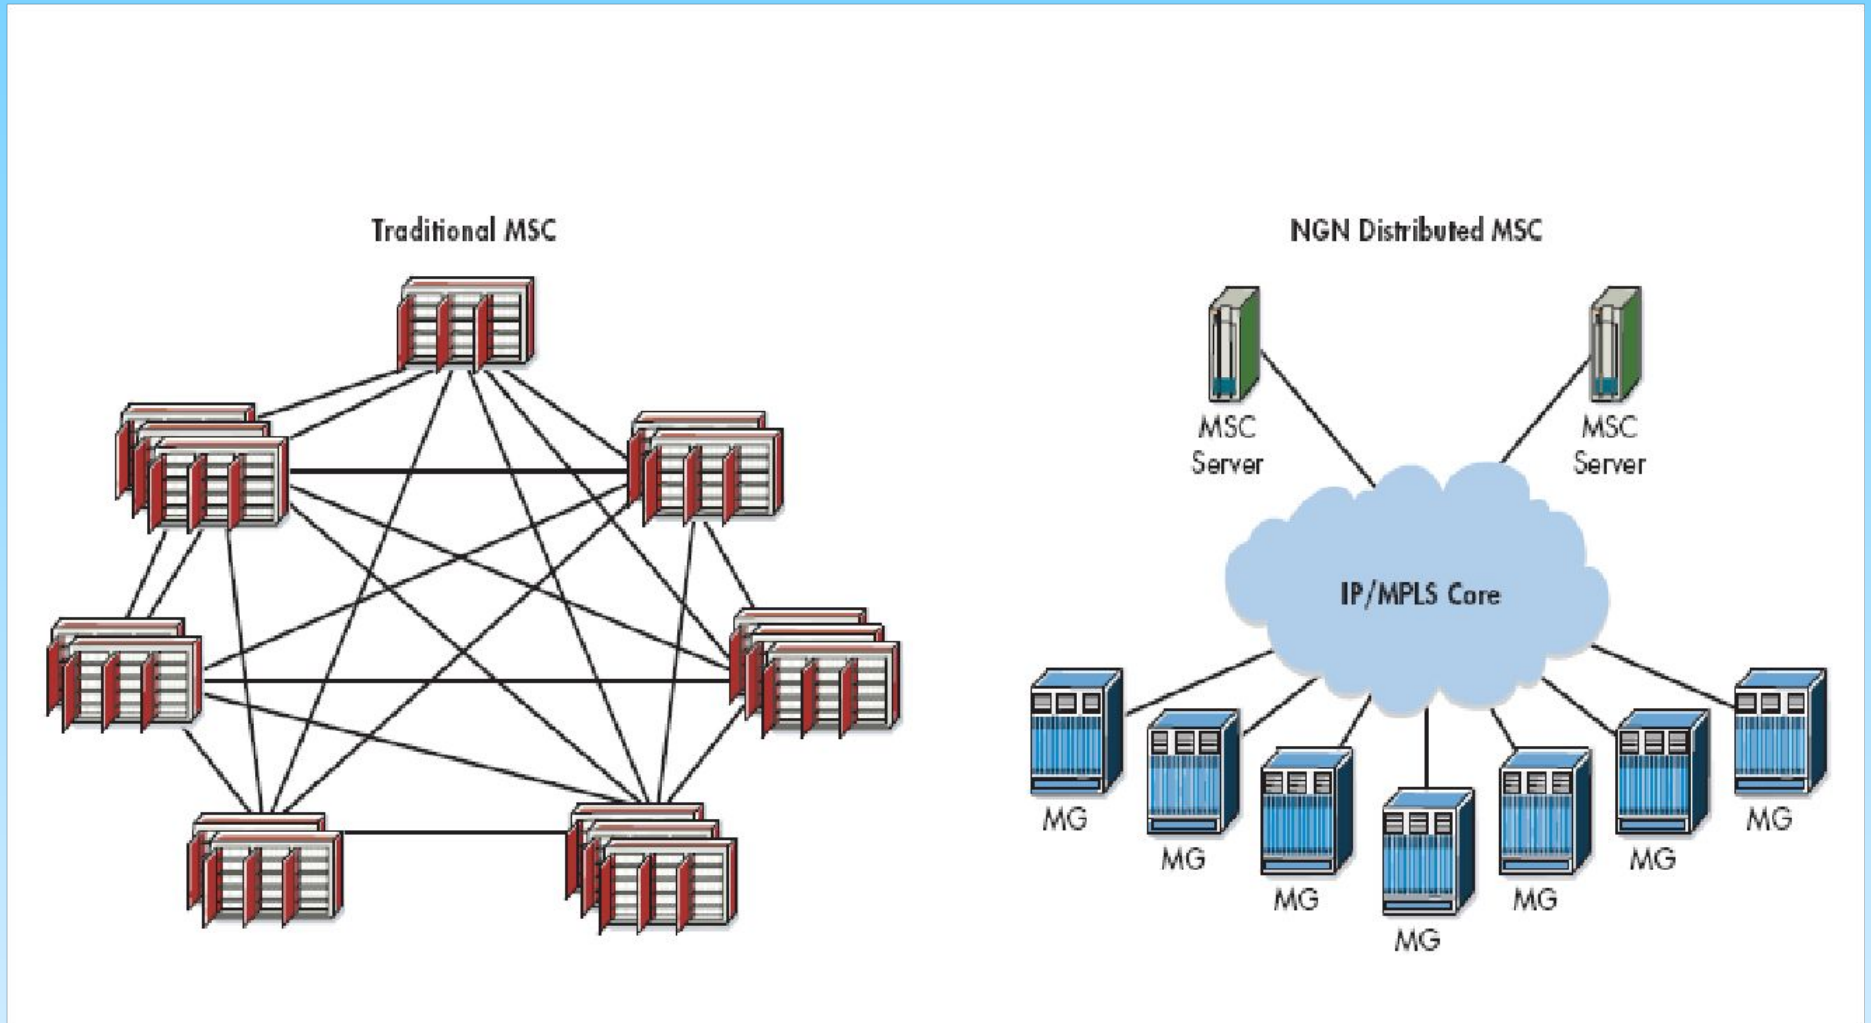 Traditional MSC
NGN Distributed MSC
MSC
Server
MSC
Server
IP/MPLS Core
MG
MG
MG
MG
MG
MG
MG